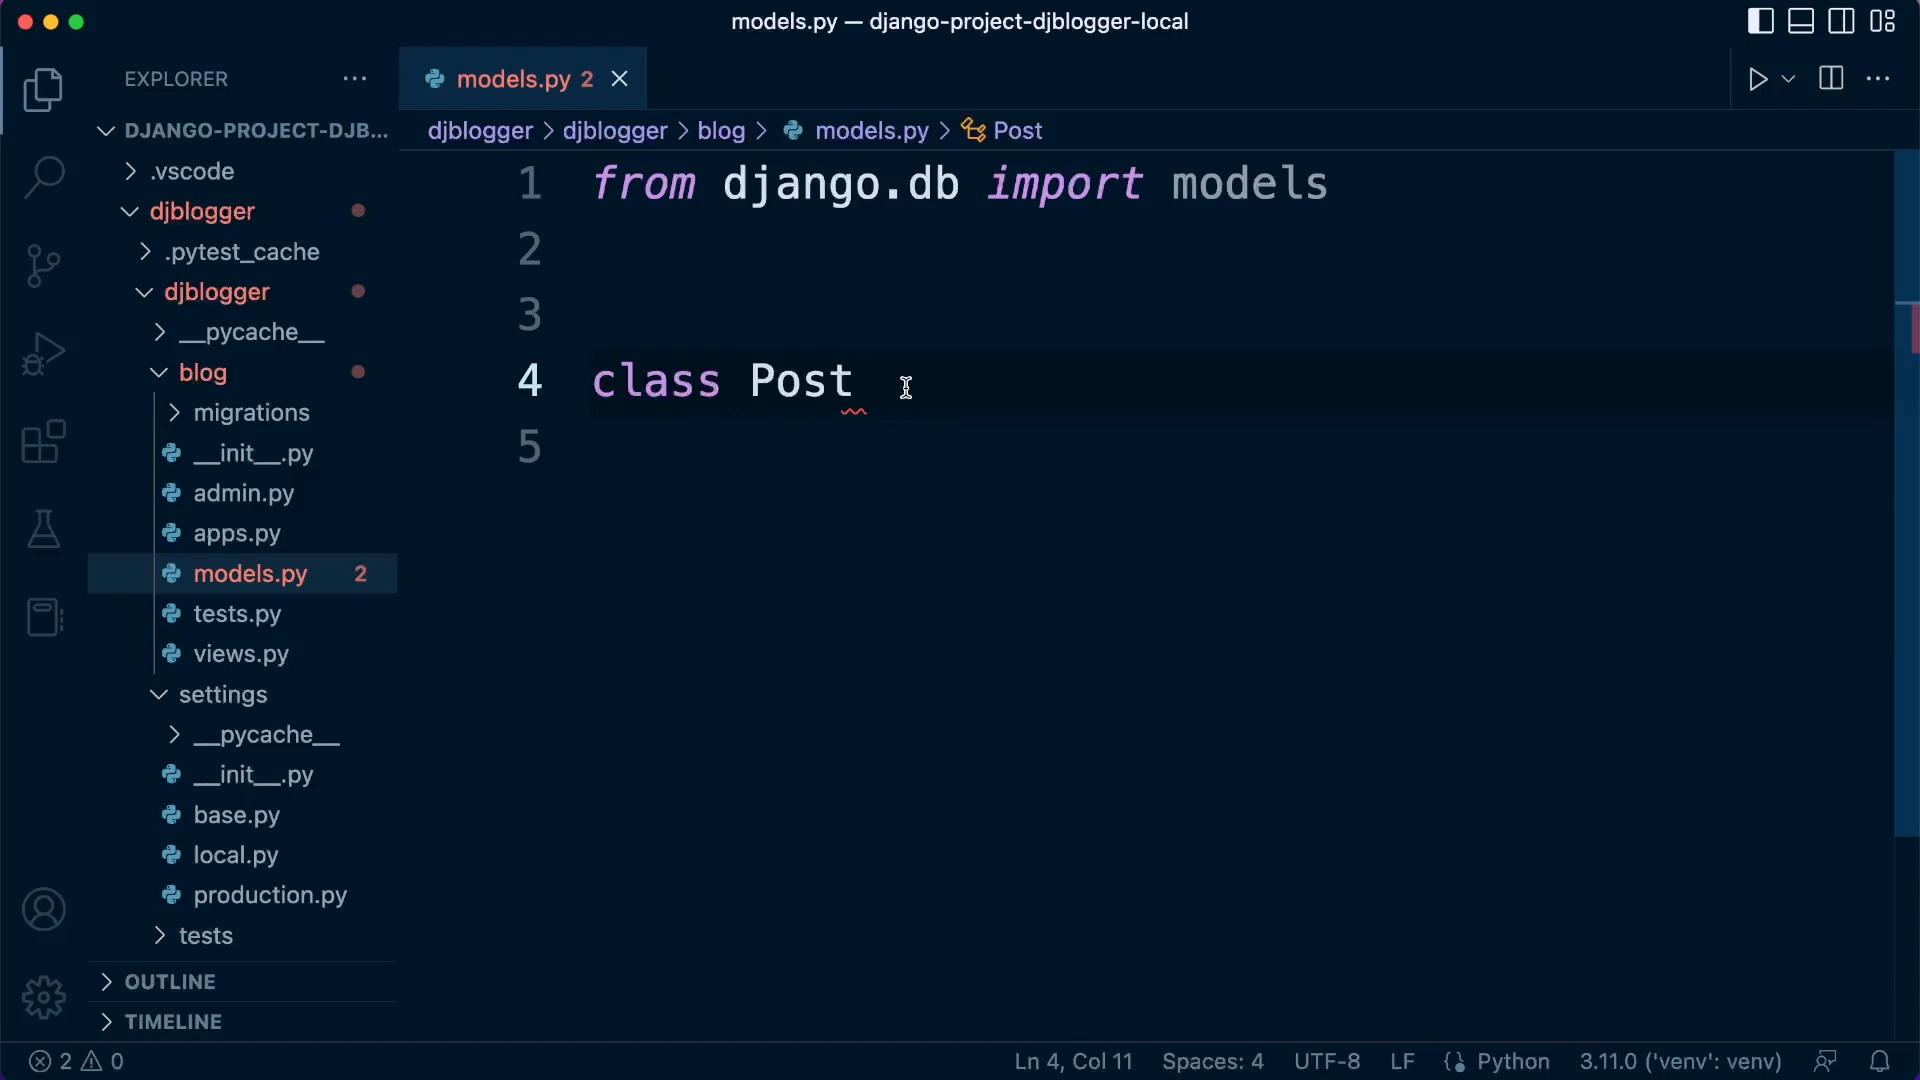 models.py — django-project-djblogger-local
EXPLORER
models.py 2
DJANGO-PROJECT-DJB...
djblogger > djblogger > blog > models.py > Post
.vscode
djblogger
.pytest_cache
djblogger
__pycache__
blog
migrations
__init__.py
admin.py
apps.py
models.py 2
tests.py
views.py
settings
__pycache__
__init__.py
base.py
local.py
production.py
tests
OUTLINE
TIMELINE
1 from django.db import models
2
3
4 class Post
5
2 0
Ln 4, Col 11 Spaces: 4 UTF-8 LF Python 3.11.0 ('venv': venv)